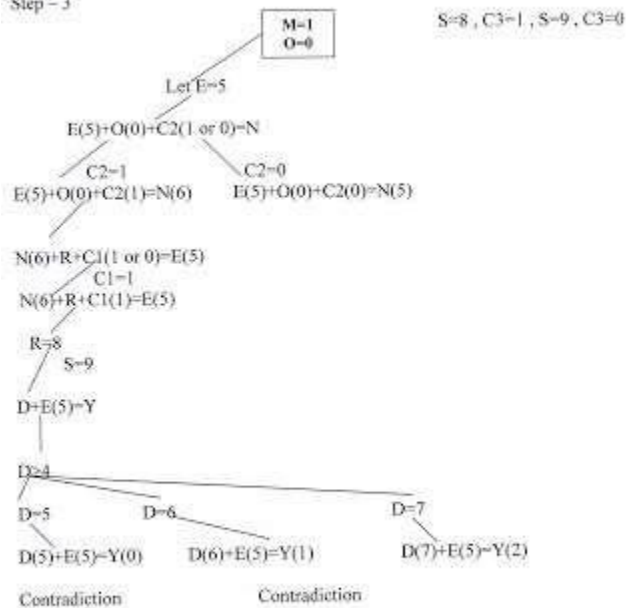 Step – 3
M=1
O=0
S=8 , C3=1 , S=9 , C3=0
Let E=5
E(5)+O(0)+C2(1 or 0)=N
C2=1
C2=0
E(5)+O(0)+C2(1)=N(6)
E(5)+O(0)+C2(0)=N(5)
N(6)+R+C1(1 or 0)=E(5)
C1=1
N(6)+R+C1(1)=E(5)
R=8
S=9
D+E(5)=Y
D>4
D=5
D=6
D=7
D(5)+E(5)=Y(0)
D(6)+E(5)=Y(1)
D(7)+E(5)=Y(2)
Contradiction
Contradiction